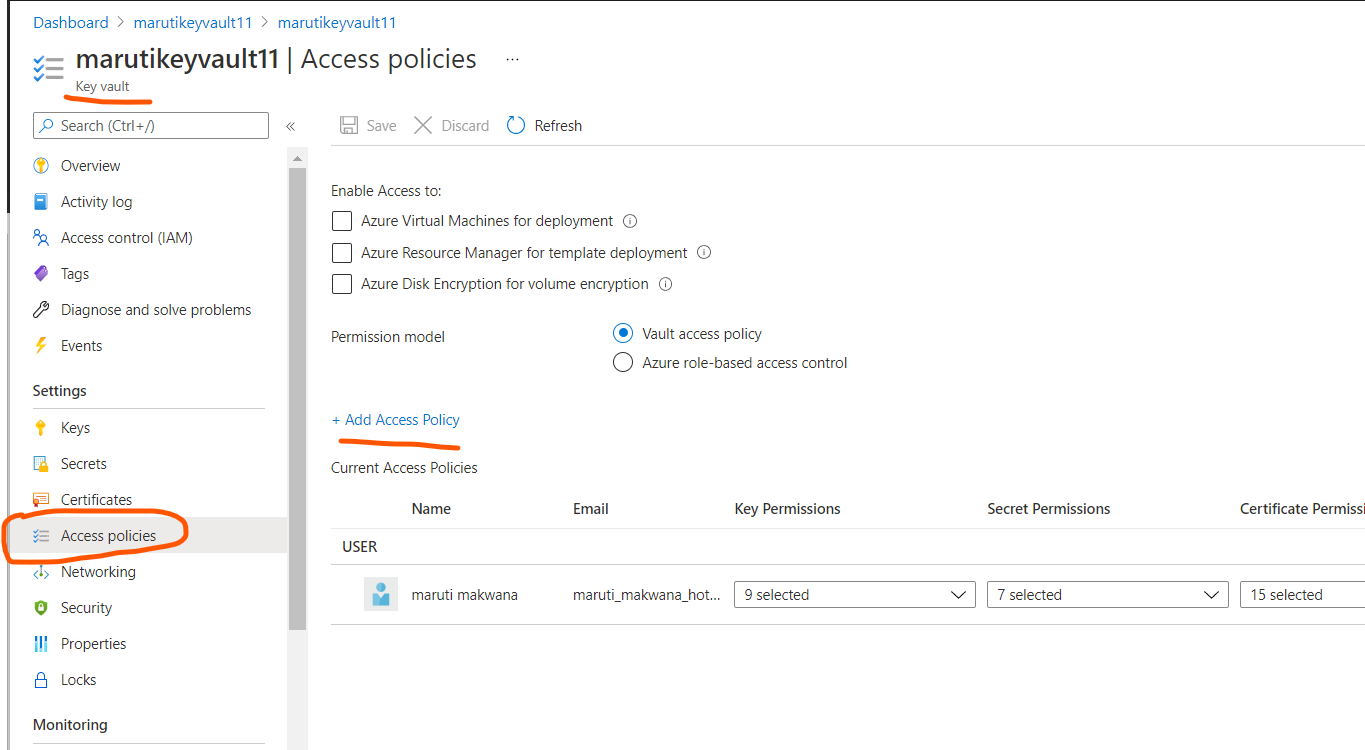 Dashboard > marutikeyvault11 > marutikeyvault11
marutikeyvault11 | Access policies ...
Key vault
Search (Ctrl+/)
«
Save
Discard
Refresh
Overview
Activity log
Access control (IAM)
Tags
Diagnose and solve problems
Events
Settings
Keys
Secrets
Certificates
Access policies
Networking
Security
Properties
Locks
Monitoring
Enable Access to:
Azure Virtual Machines for deployment
Azure Resource Manager for template deployment
Azure Disk Encryption for volume encryption
Permission model
Vault access policy
Azure role-based access control
+ Add Access Policy
Current Access Policies
Name Email Key Permissions Secret Permissions Certificate Permissi
USER
maruti makwana maruti_makwana_hot... 9 selected 7 selected 15 selected